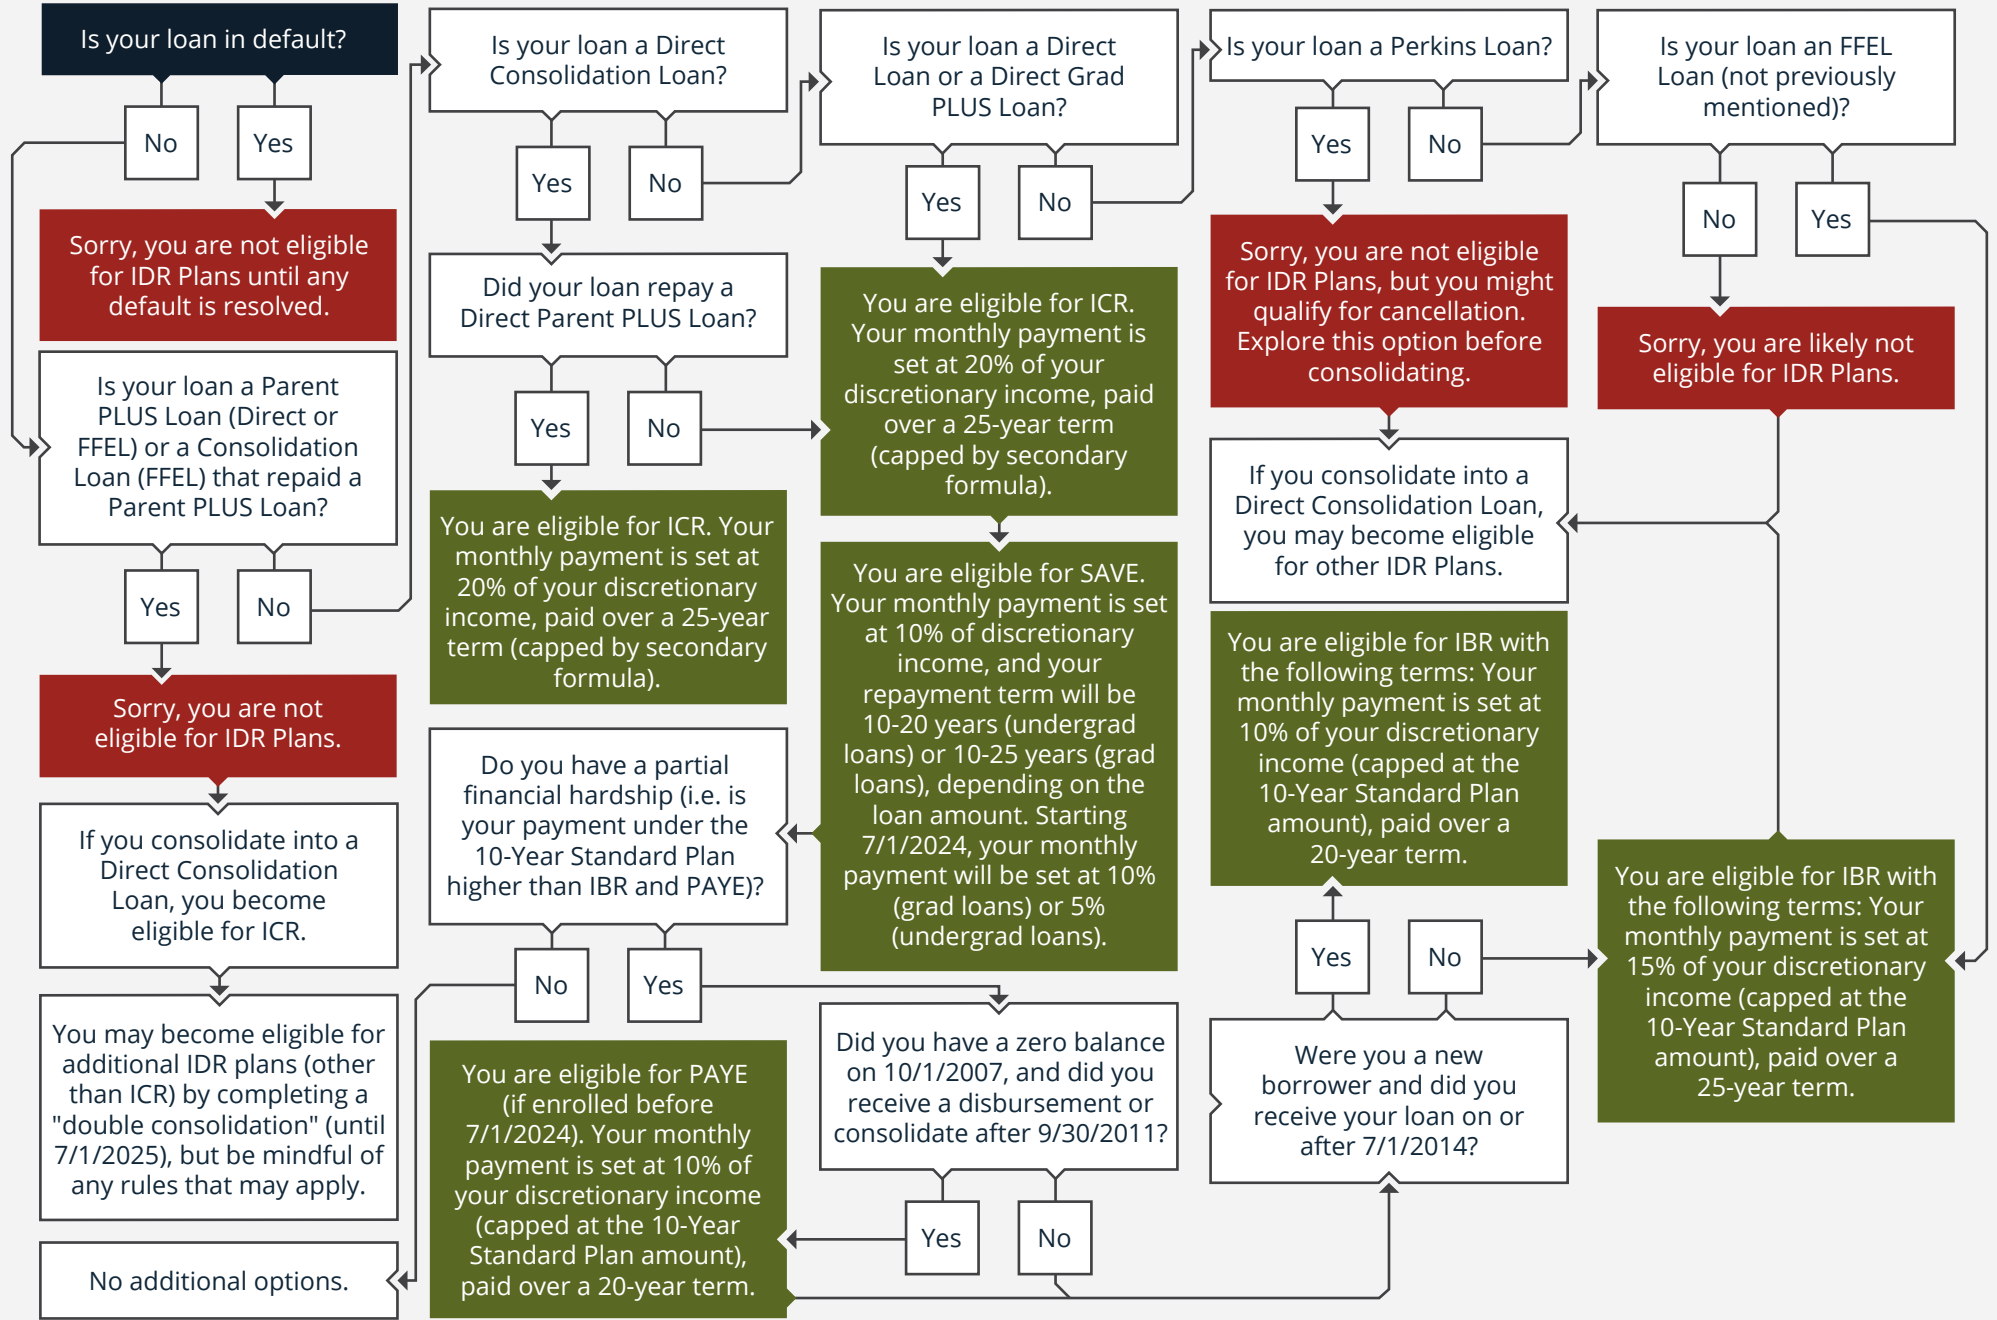 Is your loan in default?
No
Yes
Sorry, you are not eligible
for IDR Plans until any
default is resolved.
Is your loan a Parent
PLUS Loan (Direct or
FFEL) or a Consolidation
Loan (FFEL) that repaid a
Parent PLUS Loan?
Yes
No
Sorry, you are not
eligible for IDR Plans.
If you consolidate into a
Direct Consolidation
Loan, you become
eligible for ICR.
You may become eligible for
additional IDR plans (other
than ICR) by completing a
"double consolidation" (until
7/1/2025), but be mindful of
any rules that may apply.
No additional options.
Is your loan a Direct
Consolidation Loan?
Yes
No
Did your loan repay a
Direct Parent PLUS Loan?
Yes
No
You are eligible for ICR. Your
monthly payment is set at
20% of your discretionary
income, paid over a 25-year
term (capped by secondary
formula).
Do you have a partial
financial hardship (i.e. is
your payment under the
10-Year Standard Plan
higher than IBR and PAYE)?
No
Yes
You are eligible for PAYE
(if enrolled before
7/1/2024). Your monthly
payment is set at 10% of
your discretionary income
(capped at the 10-Year
Standard Plan amount),
paid over a 20-year term.
Is your loan a Direct
Loan or a Direct Grad
PLUS Loan?
Yes
No
You are eligible for ICR.
Your monthly payment is
set at 20% of your
discretionary income, paid
over a 25-year term
(capped by secondary
formula).
You are eligible for SAVE.
Your monthly payment is set
at 10% of discretionary
income, and your
repayment term will be
10-20 years (undergrad
loans) or 10-25 years (grad
loans), depending on the
loan amount. Starting
7/1/2024, your monthly
payment will be set at 10%
(grad loans) or 5%
(undergrad loans).
Did you have a zero balance
on 10/1/2007, and did you
receive a disbursement or
consolidate after 9/30/2011?
Yes
No
Is your loan a Perkins Loan?
Yes
No
Sorry, you are not eligible
for IDR Plans, but you might
qualify for cancellation.
Explore this option before
consolidating.
If you consolidate into a
Direct Consolidation Loan,
you may become eligible
for other IDR Plans.
You are eligible for IBR with
the following terms: Your
monthly payment is set at
10% of your discretionary
income (capped at the
10-Year Standard Plan
amount), paid over a
20-year term.
Yes
No
Were you a new
borrower and did you
receive your loan on or
after 7/1/2014?
Is your loan an FFEL
Loan (not previously
mentioned)?
No
Yes
Sorry, you are likely not
eligible for IDR Plans.
You are eligible for IBR with
the following terms: Your
monthly payment is set at
15% of your discretionary
income (capped at the
10-Year Standard Plan
amount), paid over a
25-year term.